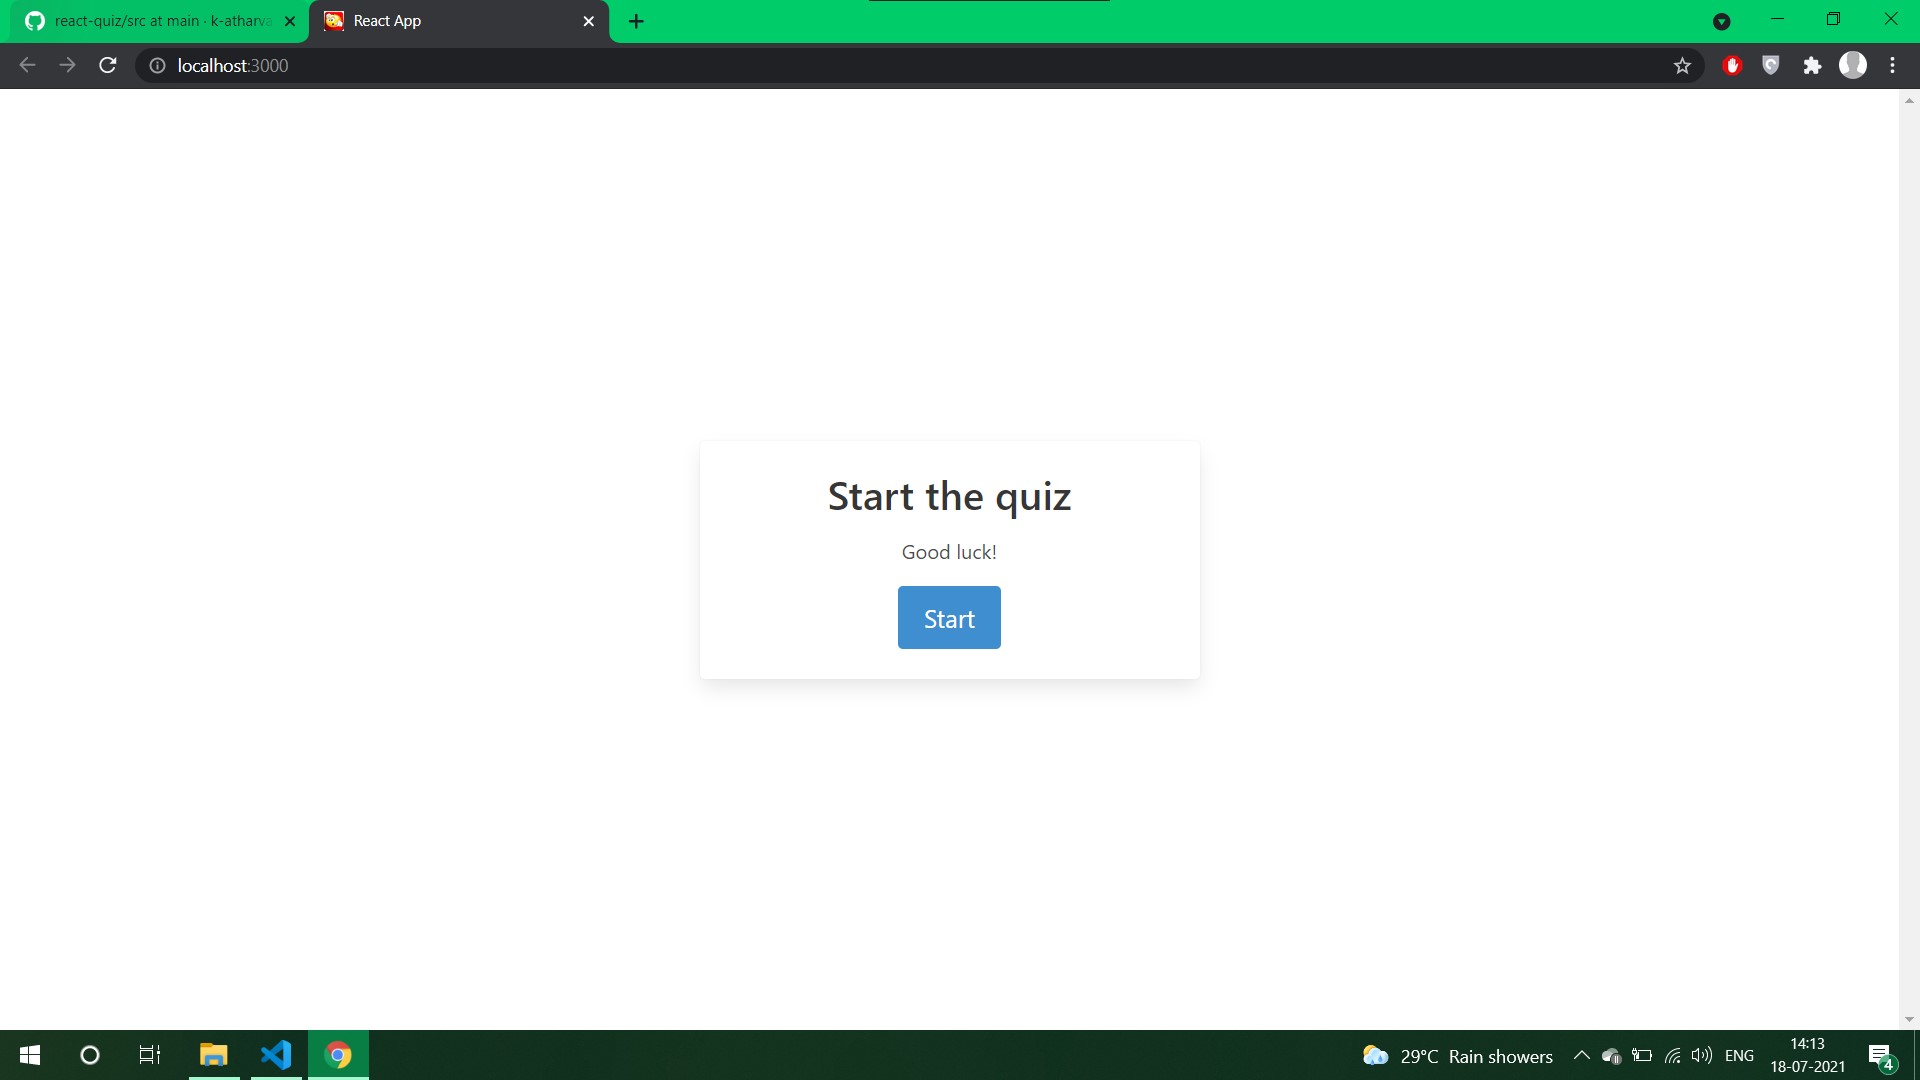 react-quiz/src at main · k-atharva
React App
localhost:3000
Start the quiz
Good luck!
Start
29°C Rain showers
ENG
14:13
18-07-2021
4